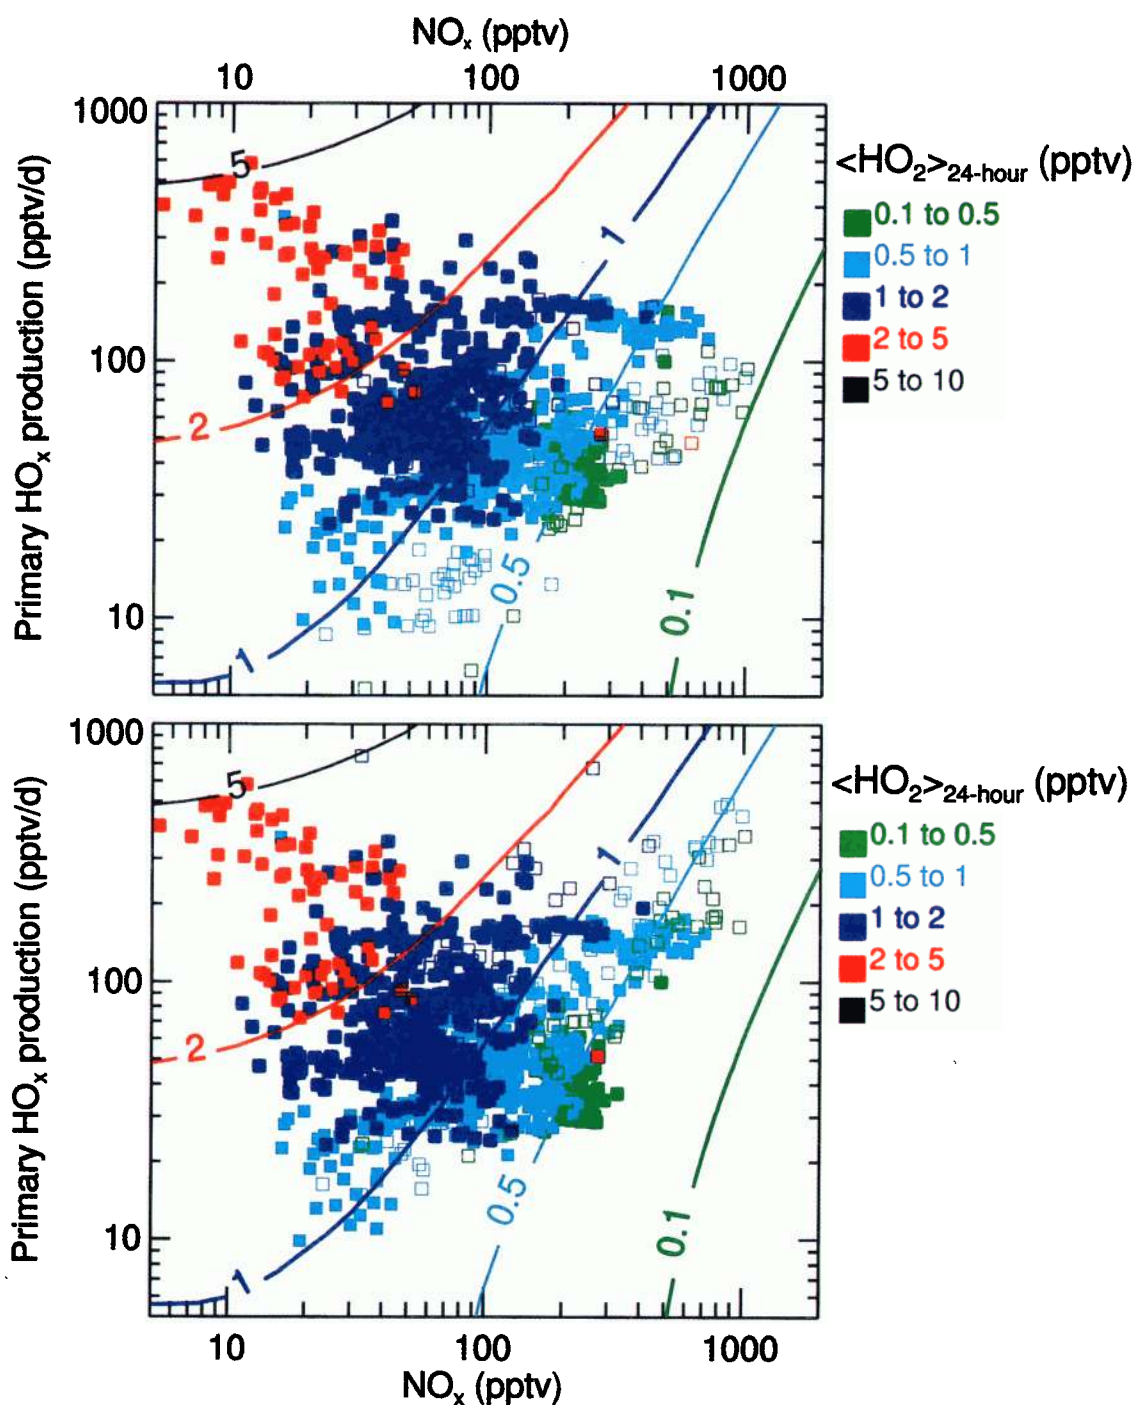 NOx (pptv)
10 100 1000
1000
100
10
Primary HOx production (pptv/d)
5
2
1
1
0.5
0.1
<HO2>24-hour (pptv)
0.1 to 0.5
0.5 to 1
1 to 2
2 to 5
5 to 10
1000
100
10
Primary HOx production (pptv/d)
5
2
1
1
0.5
0.1
<HO2>24-hour (pptv)
0.1 to 0.5
0.5 to 1
1 to 2
2 to 5
5 to 10
10 100 1000
NOx (pptv)